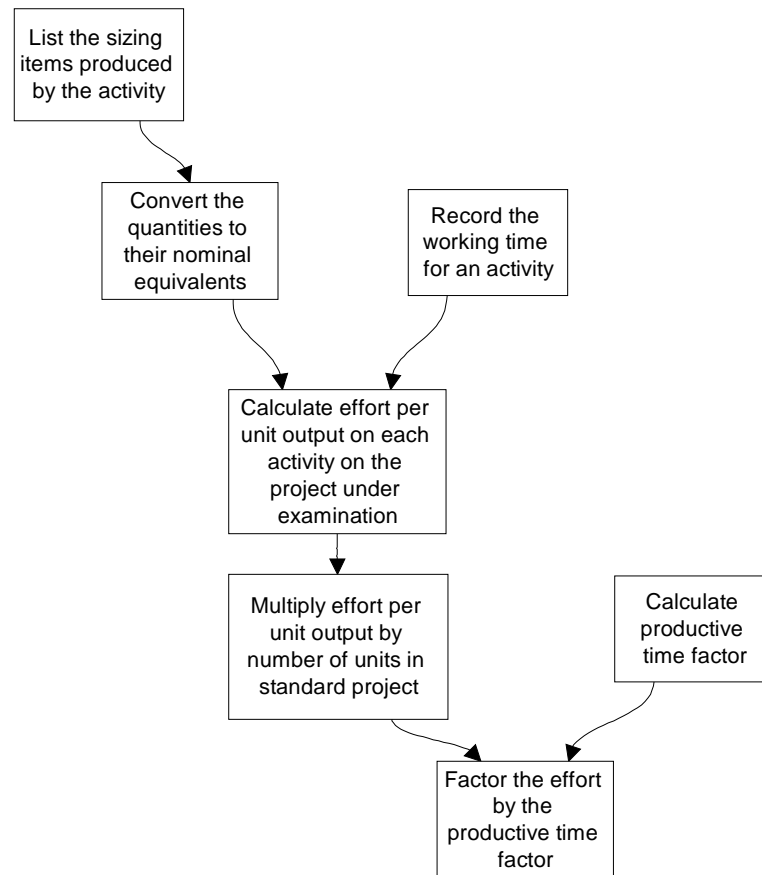 List the sizing
items produced
by the activity
Convert the
quantities to
their nominal
equivalents
Record the
working time
for an activity
Calculate effort per
unit output on each
activity on the
project under
examination
Multiply effort per
unit output by
number of units in
standard project
Calculate
productive
time factor
Factor the effort
by the
productive time
factor